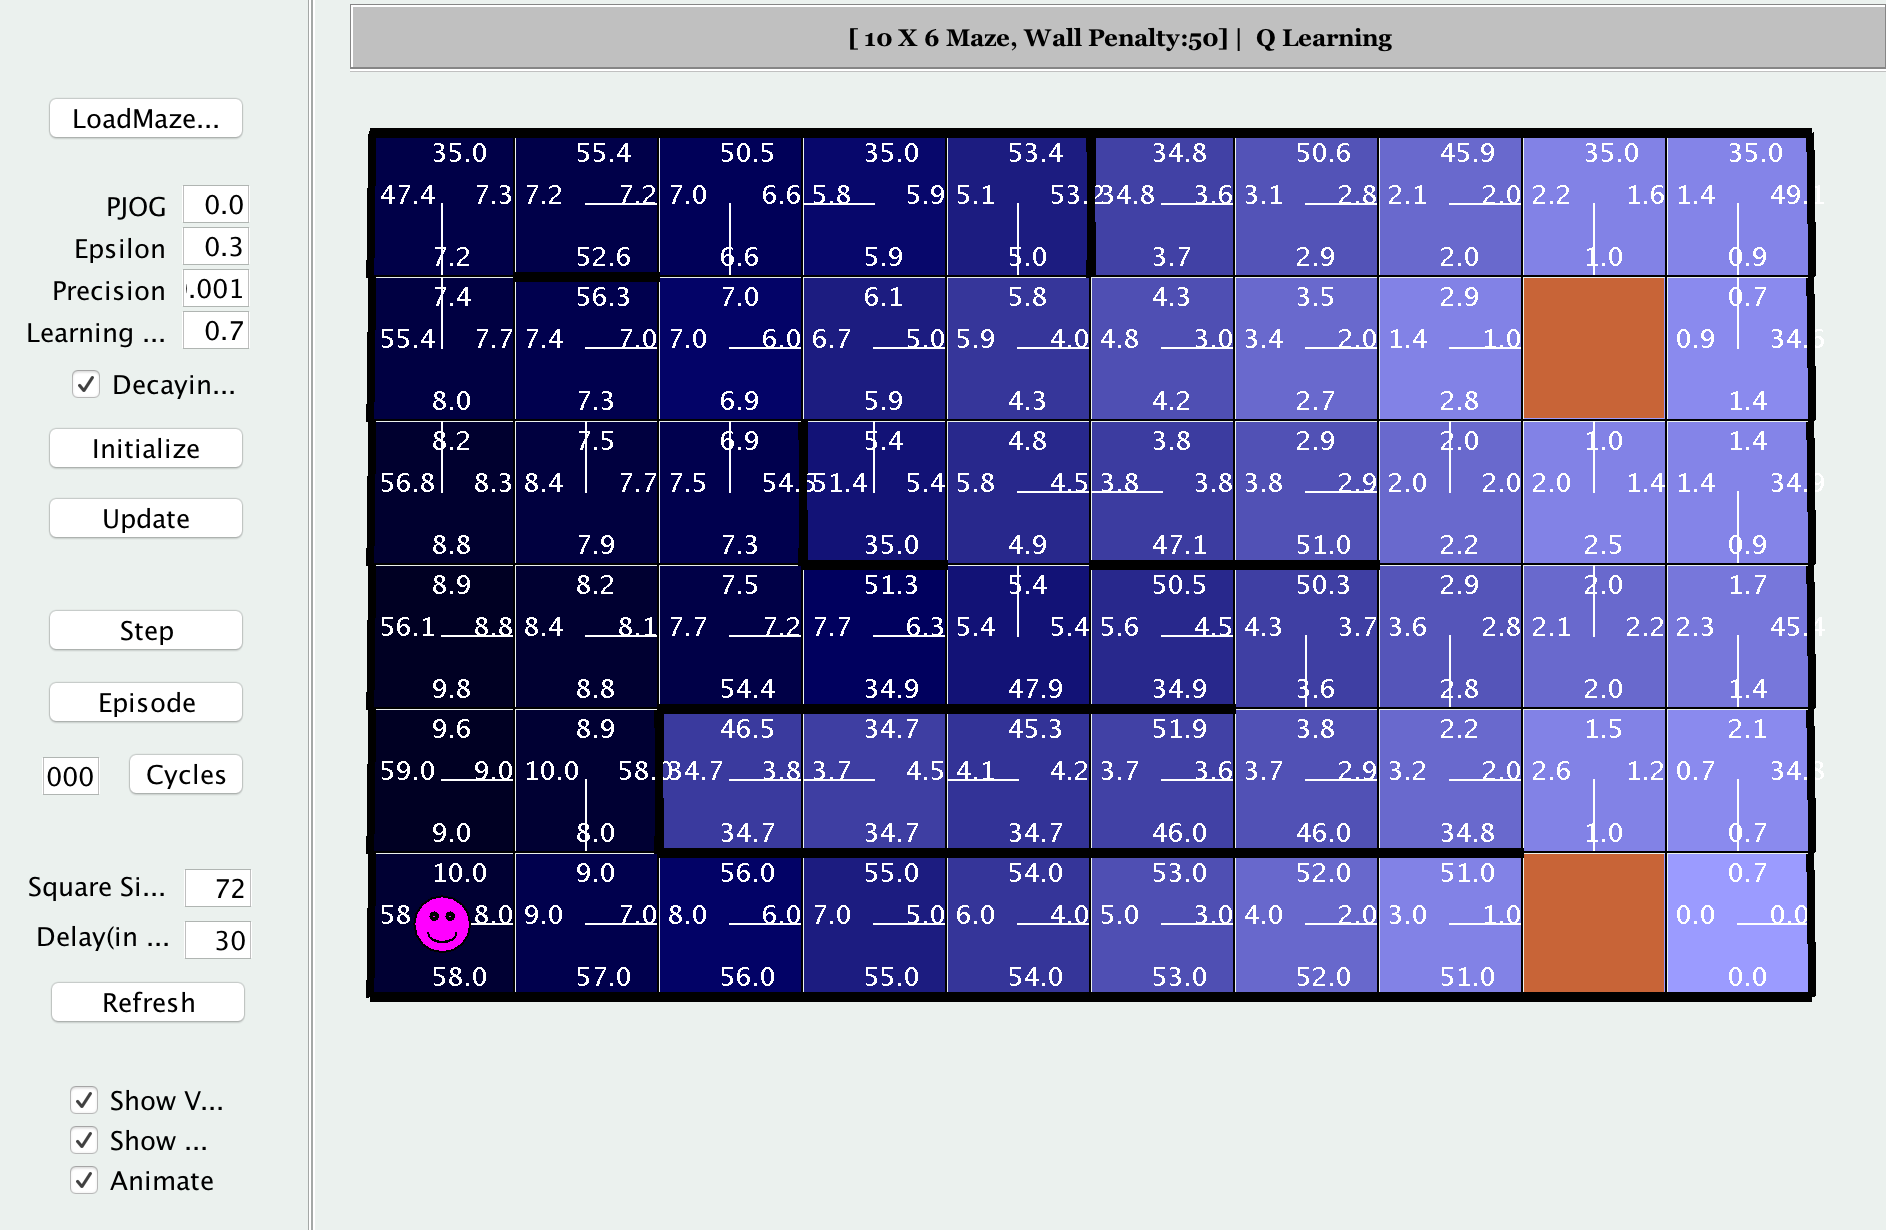 [ 10 X 6 Maze, Wall Penalty:50] | Q Learning
LoadMaze...
PJOG 0.0
Epsilon 0.3
Precision .001
Learning ... 0.7
Decayin...
Initialize
Update
Step
Episode
000 Cycles
Square Si... 72
Delay(in ... 30
Refresh
Show V...
Show ...
Animate
35.0 55.4 50.5 35.0 53.4 34.8 50.6 45.9 35.0 35.0
47.4 7.3 7.2 7.2 7.0 6.6 5.8 5.9 5.1 53.2 34.8 3.6 3.1 2.8 2.1 2.0 2.2 1.6 1.4 49.1
7.2 52.6 6.6 5.9 5.0 3.7 2.9 2.0 1.0 0.9
7.4 56.3 7.0 6.1 5.8 4.3 3.5 2.9 0.7
55.4 7.7 7.4 7.0 7.0 6.0 6.7 5.0 5.9 4.0 4.8 3.0 3.4 2.0 1.4 1.0 0.9 34.6
8.0 7.3 6.9 5.9 4.3 4.2 2.7 2.8 1.4
8.2 7.5 6.9 5.4 4.8 3.8 2.9 2.0 1.0 1.4
56.8 8.3 8.4 7.7 7.5 54.5 51.4 5.4 5.8 4.5 3.8 3.8 3.8 2.9 2.0 2.0 2.0 1.4 1.4 34.9
8.8 7.9 7.3 35.0 4.9 47.1 51.0 2.2 2.5 0.9
8.9 8.2 7.5 51.3 5.4 50.5 50.3 2.9 2.0 1.7
56.1 8.8 8.4 8.1 7.7 7.2 7.7 6.3 5.4 5.4 5.6 4.5 4.3 3.7 3.6 2.8 2.1 2.2 2.3 45.4
9.8 8.8 54.4 34.9 47.9 34.9 3.6 2.8 2.0 1.4
9.6 8.9 46.5 34.7 45.3 51.9 3.8 2.2 1.5 2.1
59.0 9.0 10.0 58.0 34.7 3.8 3.7 4.5 4.1 4.2 3.7 3.6 3.7 2.9 3.2 2.0 2.6 1.2 0.7 34.8
9.0 8.0 34.7 34.7 34.7 46.0 46.0 34.8 1.0 0.7
10.0 9.0 56.0 55.0 54.0 53.0 52.0 51.0 0.7
58 8.0 9.0 7.0 8.0 6.0 7.0 5.0 6.0 4.0 5.0 3.0 4.0 2.0 3.0 1.0 0.0 0.0
58.0 57.0 56.0 55.0 54.0 53.0 52.0 51.0 0.0